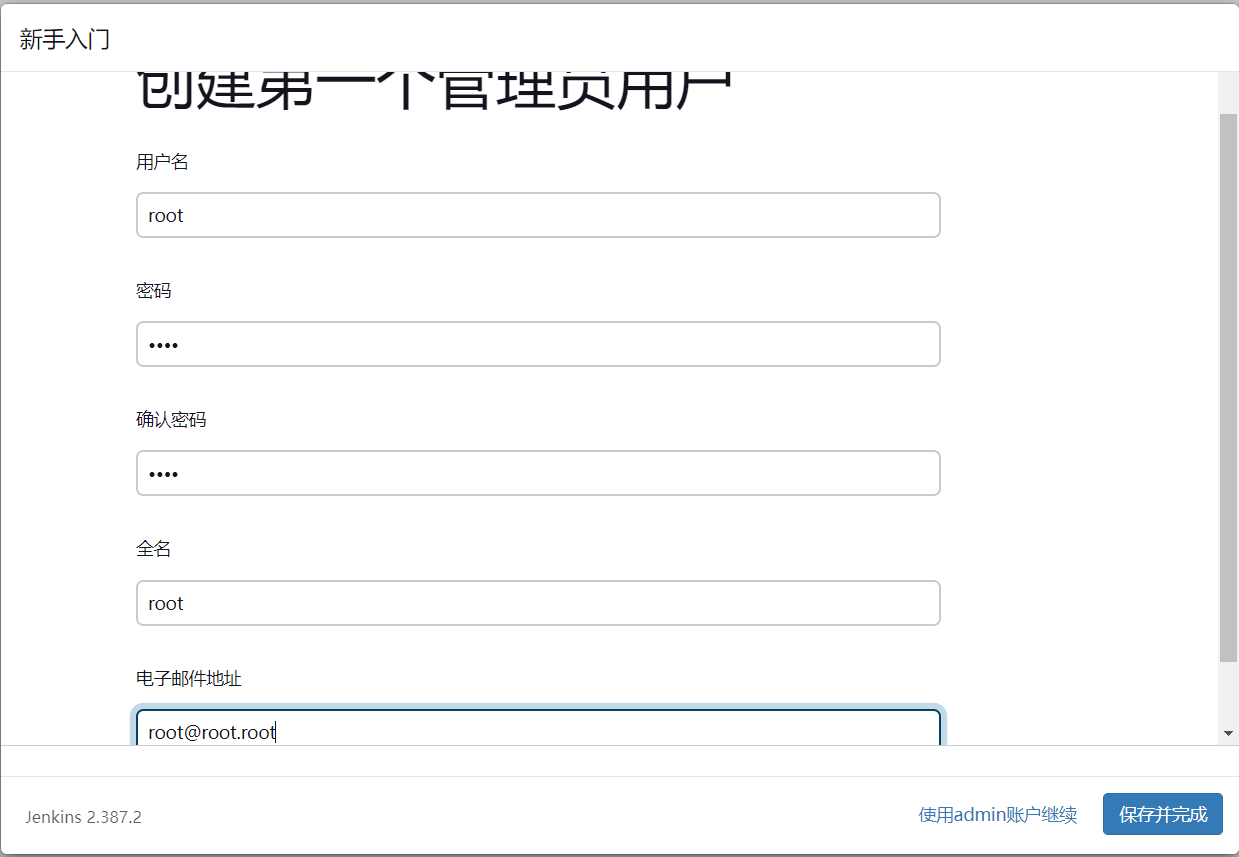 新手入门
创建第一个管理员用户
用户名
root
密码
••••
确认密码
••••
全名
root
电子邮件地址
root@root.root
Jenkins 2.387.2
使用admin账户继续
保存并完成